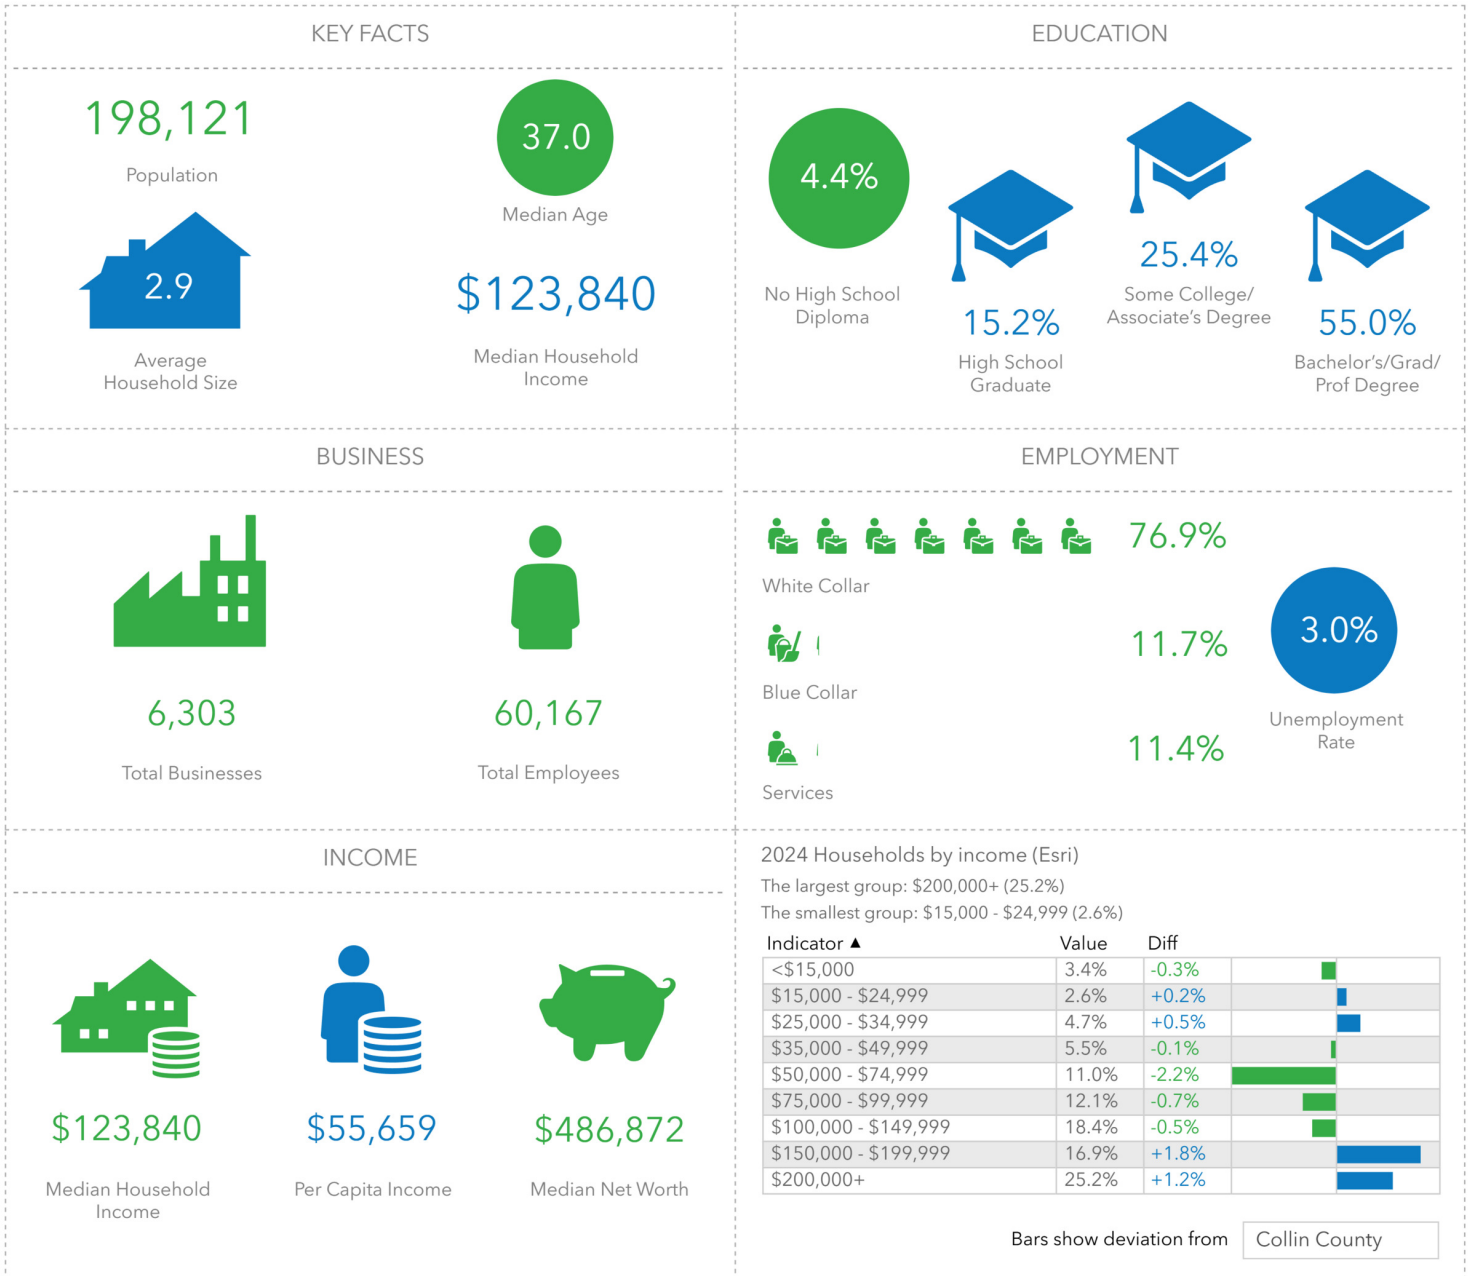 KEY FACTS
198,121
Population
37.0
Median Age
2.9
Average
Household Size
$123,840
Median Household
Income
EDUCATION
4.4%
No High School
Diploma
15.2%
High School
Graduate
25.4%
Some College/
Associate's Degree
55.0%
Bachelor's/Grad/
Prof Degree
BUSINESS
6,303
Total Businesses
60,167
Total Employees
EMPLOYMENT
76.9%
White Collar
11.7%
Blue Collar
11.4%
Services
3.0%
Unemployment
Rate
INCOME
$123,840
Median Household
Income
$55,659
Per Capita Income
$486,872
Median Net Worth
2024 Households by income (Esri)
The largest group: $200,000+ (25.2%)
The smallest group: $15,000 - $24,999 (2.6%)
Indicator ▲ Value Diff
<$15,000 3.4% -0.3%
$15,000 - $24,999 2.6% +0.2%
$25,000 - $34,999 4.7% +0.5%
$35,000 - $49,999 5.5% -0.1%
$50,000 - $74,999 11.0% -2.2%
$75,000 - $99,999 12.1% -0.7%
$100,000 - $149,999 18.4% -0.5%
$150,000 - $199,999 16.9% +1.8%
$200,000+ 25.2% +1.2%
Bars show deviation from Collin County